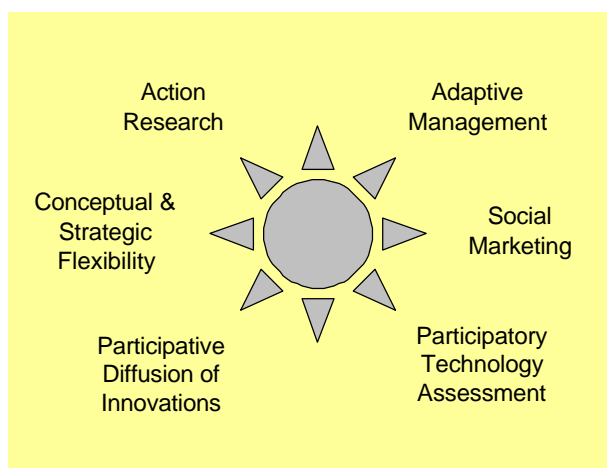 Action
Research
Adaptive
Management
Conceptual &
Strategic
Flexibility
Social
Marketing
Participative
Diffusion of
Innovations
Participatory
Technology
Assessment